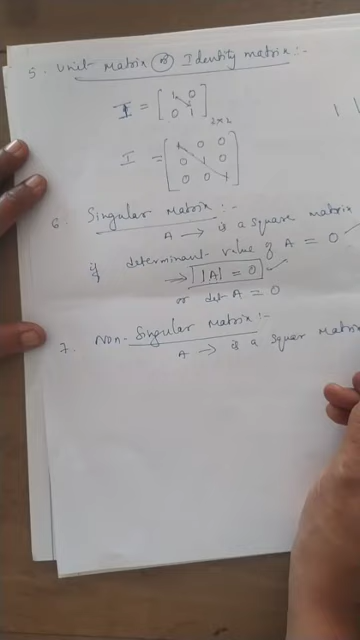 5. Unit Matrix or Identity matrix :-
I = [ 1 0
0 1 ] 2×2
I = [ 1 0 0
0 1 0
0 0 1 ]
6. Singular Matrix :-
A → is a square matrix
if determinant value of A = 0
→ |A| = 0
or det A = 0
7. Non-Singular Matrix :-
A → is a squar Matrix